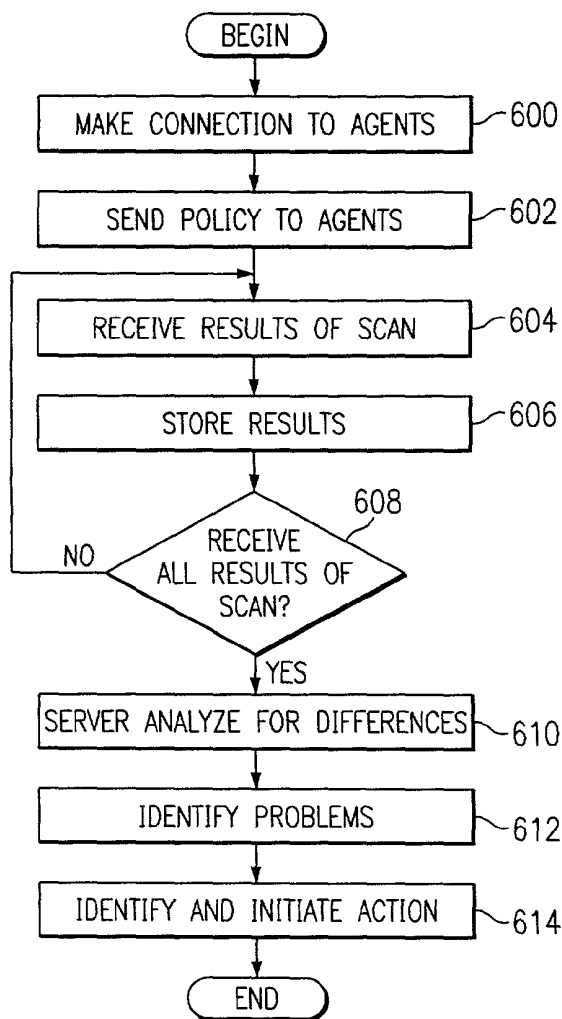 BEGIN
MAKE CONNECTION TO AGENTS
600
SEND POLICY TO AGENTS
602
RECEIVE RESULTS OF SCAN
604
STORE RESULTS
606
608
RECEIVE
ALL RESULTS OF
SCAN?
NO
YES
SERVER ANALYZE FOR DIFFERENCES
610
IDENTIFY PROBLEMS
612
IDENTIFY AND INITIATE ACTION
614
END